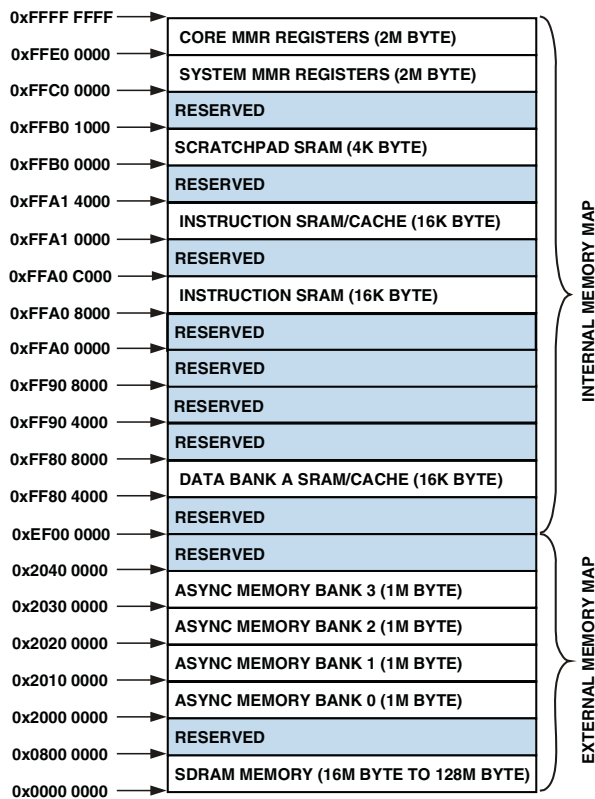 0xFFFF FFFF
CORE MMR REGISTERS (2M BYTE)
0xFFE0 0000
SYSTEM MMR REGISTERS (2M BYTE)
0xFFC0 0000
RESERVED
0xFFB0 1000
SCRATCHPAD SRAM (4K BYTE)
0xFFB0 0000
RESERVED
0xFFA1 4000
INSTRUCTION SRAM/CACHE (16K BYTE)
0xFFA1 0000
RESERVED
0xFFA0 C000
INSTRUCTION SRAM (16K BYTE)
0xFFA0 8000
RESERVED
0xFFA0 0000
RESERVED
0xFF90 8000
RESERVED
0xFF90 4000
RESERVED
0xFF80 8000
DATA BANK A SRAM/CACHE (16K BYTE)
0xFF80 4000
RESERVED
0xEF00 0000
RESERVED
0x2040 0000
ASYNC MEMORY BANK 3 (1M BYTE)
0x2030 0000
ASYNC MEMORY BANK 2 (1M BYTE)
0x2020 0000
ASYNC MEMORY BANK 1 (1M BYTE)
0x2010 0000
ASYNC MEMORY BANK 0 (1M BYTE)
0x2000 0000
RESERVED
0x0800 0000
SDRAM MEMORY (16M BYTE TO 128M BYTE)
0x0000 0000
INTERNAL MEMORY MAP
EXTERNAL MEMORY MAP